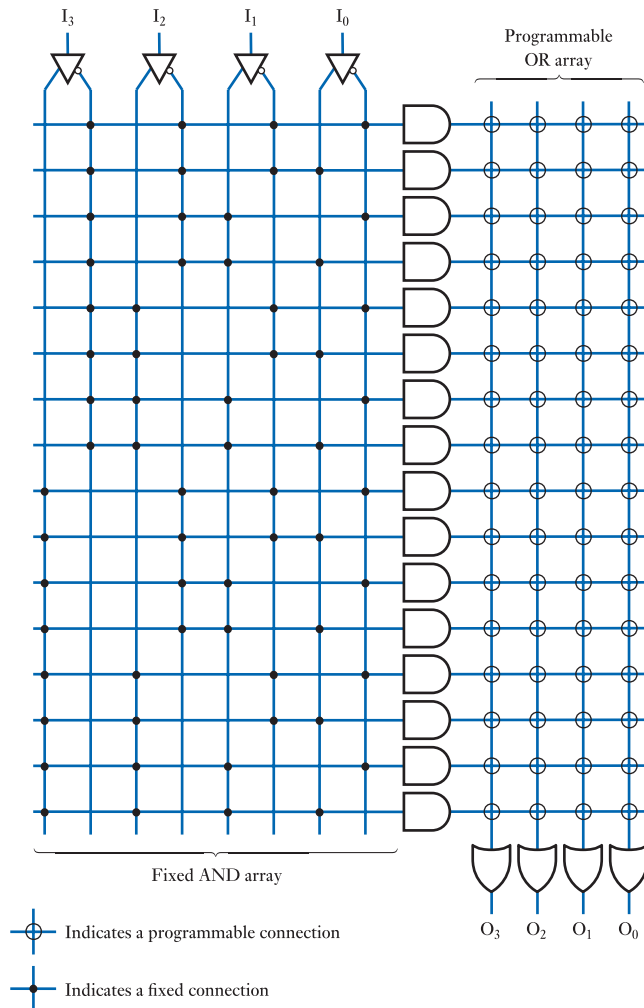 I₃ I₂ I₁ I₀
Programmable
OR array
Fixed AND array
O₃ O₂ O₁ O₀
Indicates a programmable connection
Indicates a fixed connection